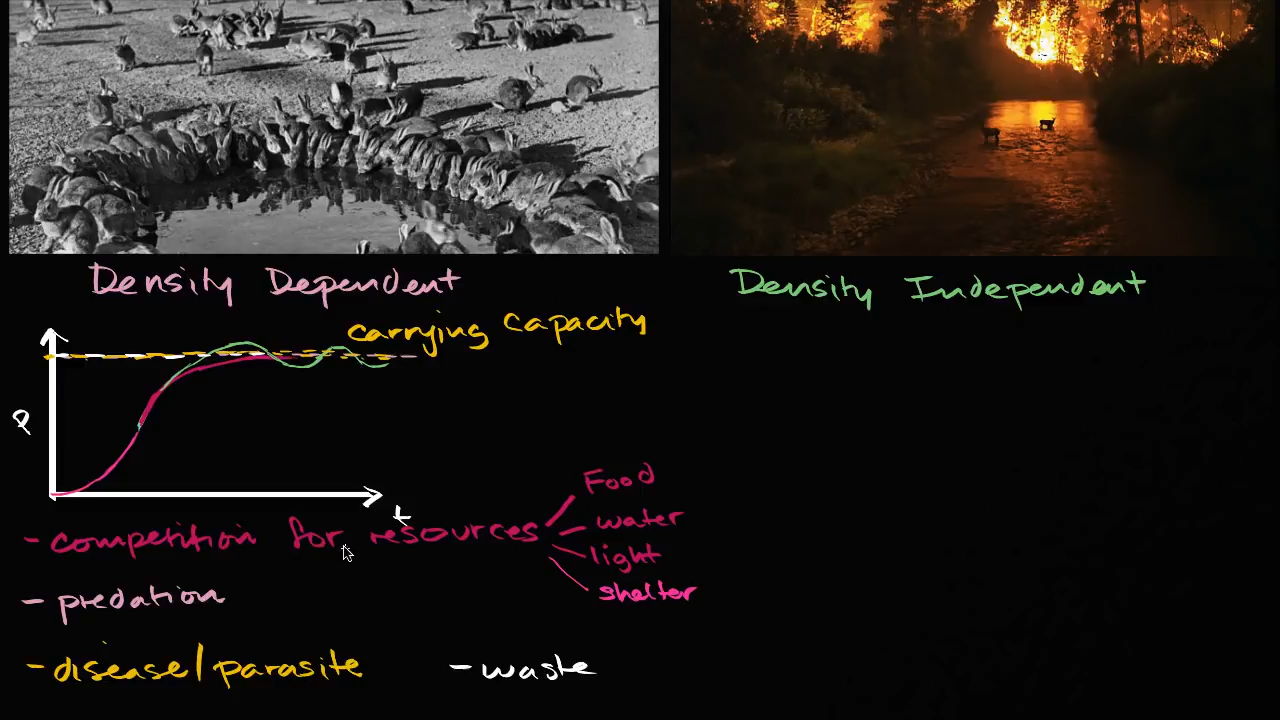 Density Dependent
Density Independent
carrying capacity
P
t
Food
- competition for resources
water
light
shelter
- predation
- disease/parasite
- waste